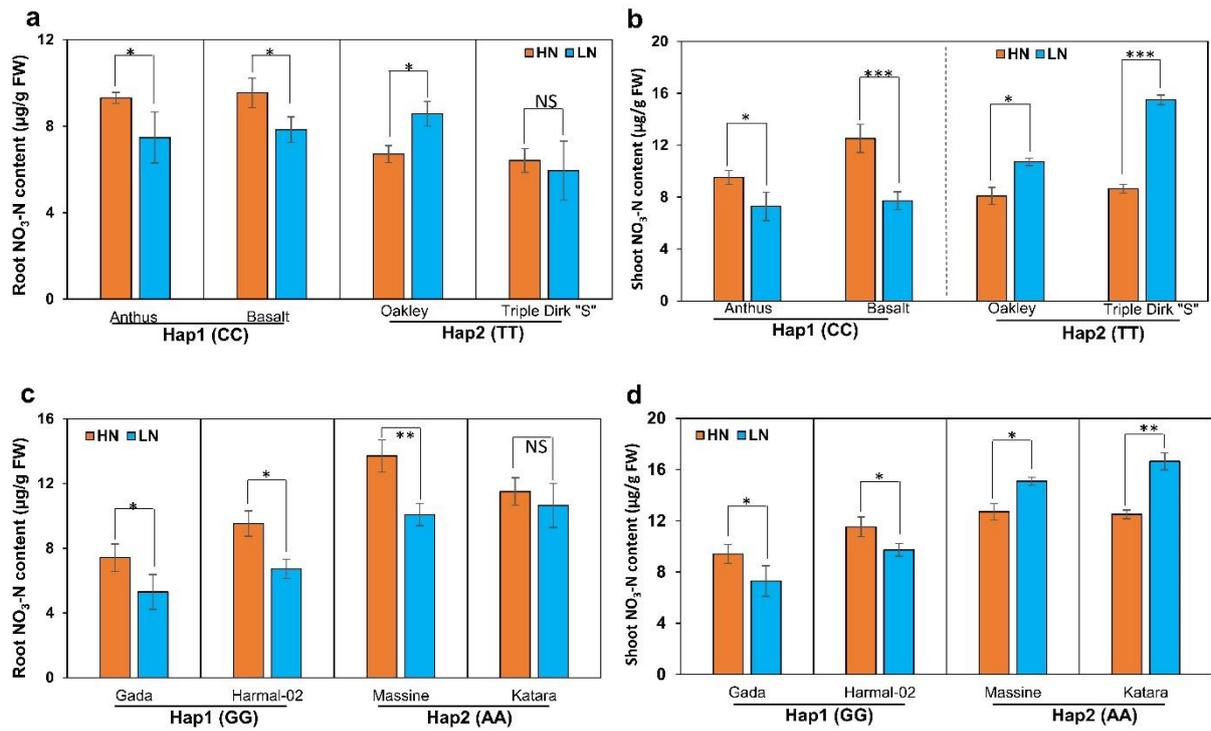 a
Root NO₃-N content (µg/g FW)
12
8
4
0
HN LN
* * * NS
Anthus Basalt Oakley Triple Dirk "S"
Hap1 (CC) Hap2 (TT)
b
Shoot NO₃-N content (µg/g FW)
20
16
12
8
4
0
HN LN
* *** * ***
Anthus Basalt Oakley Triple Dirk "S"
Hap1 (CC) Hap2 (TT)
c
Root NO₃-N content (µg/g FW)
16
12
8
4
0
HN LN
* * ** NS
Gada Harmal-02 Massine Katara
Hap1 (GG) Hap2 (AA)
d
Shoot NO₃-N content (µg/g FW)
20
16
12
8
4
0
HN LN
* * * **
Gada Harmal-02 Massine Katara
Hap1 (GG) Hap2 (AA)